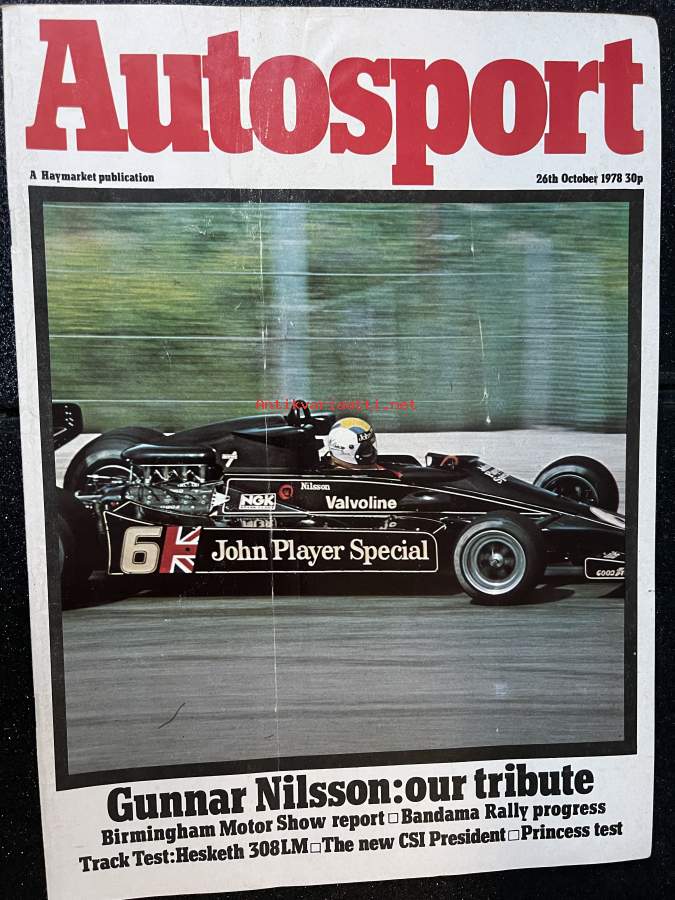 Autosport
A Haymarket publication
26th October 1978 30p
Antikvariaatti.net
Nilsson
NGK
Valvoline
6
John Player Special
Gunnar Nilsson:our tribute
Birmingham Motor Show report□Bandama Rally progress
Track Test:Hesketh 308LM□The new CSI President□Princess test